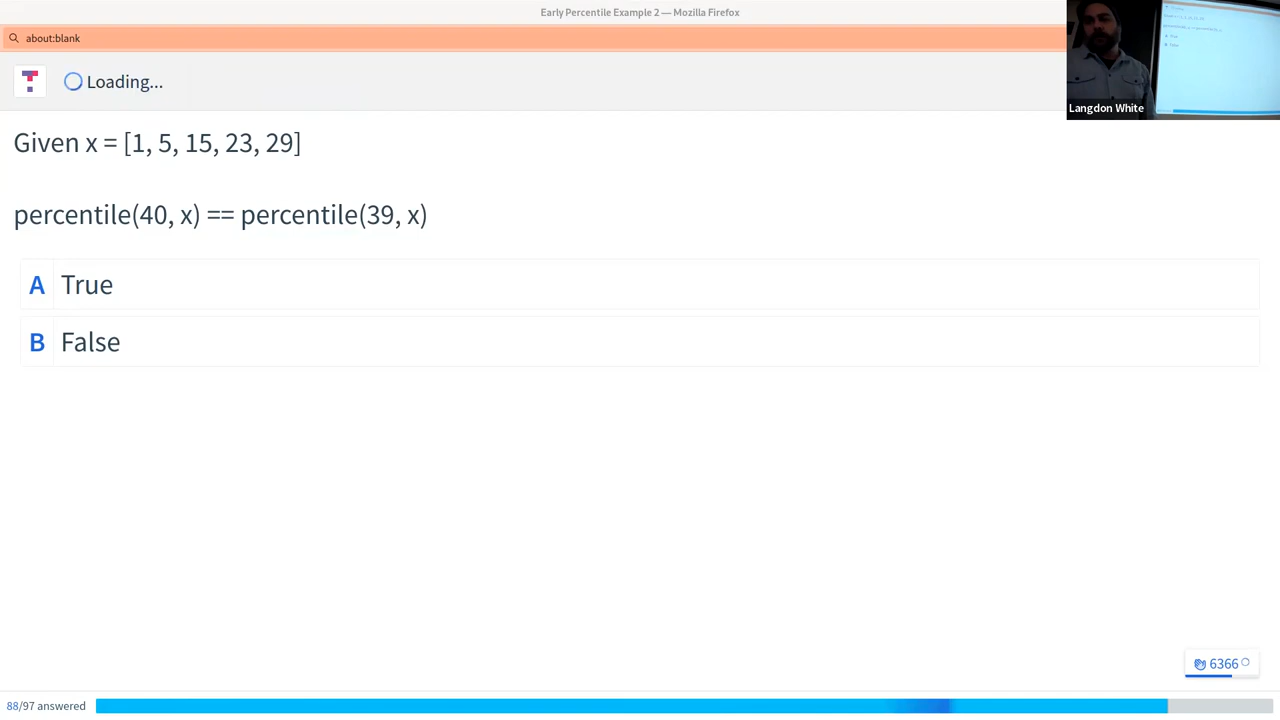 Early Percentile Example 2 — Mozilla Firefox
about:blank
Loading...
Langdon White
Given x = [1, 5, 15, 23, 29]
percentile(40, x) == percentile(39, x)
A True
B False
6366
88/97 answered